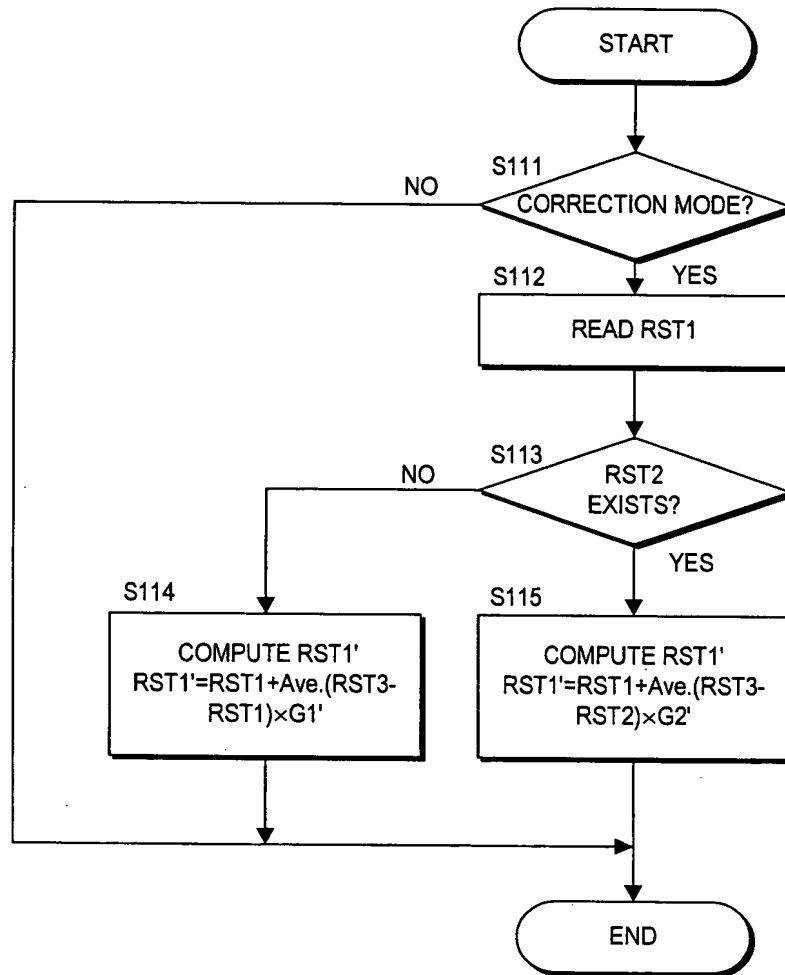 START
S111
NO
CORRECTION MODE?
YES
S112
READ RST1
S113
NO
RST2
EXISTS?
YES
S114
COMPUTE RST1'
RST1'=RST1+Ave.(RST3-
RST1)×G1'
S115
COMPUTE RST1'
RST1'=RST1+Ave.(RST3-
RST2)×G2'
END